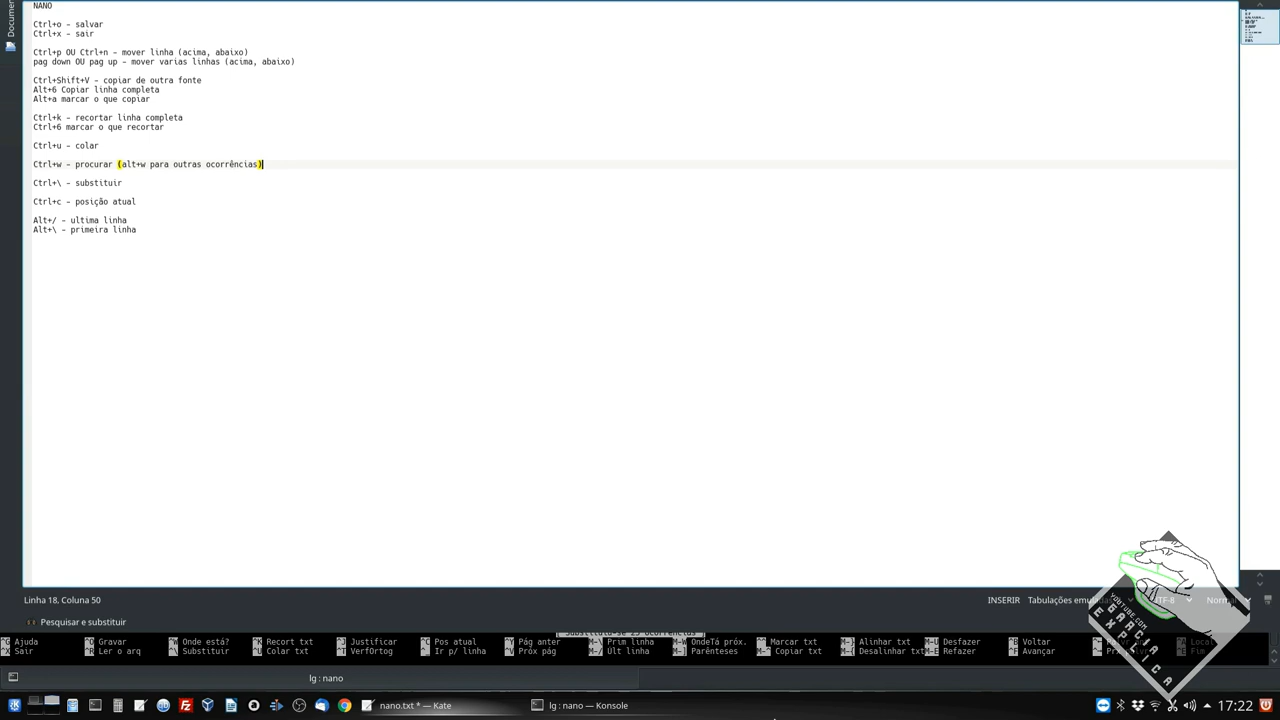 Documen
NANO
Ctrl+o - salvar
Ctrl+x - sair
Ctrl+p OU Ctrl+n - mover linha (acima, abaixo)
pag down OU pag up - mover varias linhas (acima, abaixo)
Ctrl+Shift+V - copiar de outra fonte
Alt+6 Copiar linha completa
Alt+a marcar o que copiar
Ctrl+k - recortar linha completa
Ctrl+6 marcar o que recortar
Ctrl+u - colar
Ctrl+w - procurar (alt+w para outras ocorrências)
Ctrl+\ - substituir
Ctrl+c - posição atual
Alt+/ - ultima linha
Alt+\ - primeira linha
Linha 18, Coluna 50
INSERIR
Pesquisar e substituir
Ajuda Gravar Onde está? Recort txt Justificar Pos atual Pág anter Prim linha OndeTá próx. Marcar txt Alinhar txt Desfazer Voltar
Sair Ler o arq Substituir Colar txt VerfOrtog Ir p/ linha Próx pág Últ linha Parênteses Copiar txt Desalinhar txt Refazer Avançar
lg : nano
nano.txt * — Kate
lg : nano — Konsole
17:22
youtube.com
EGRACIA
EXPLICA